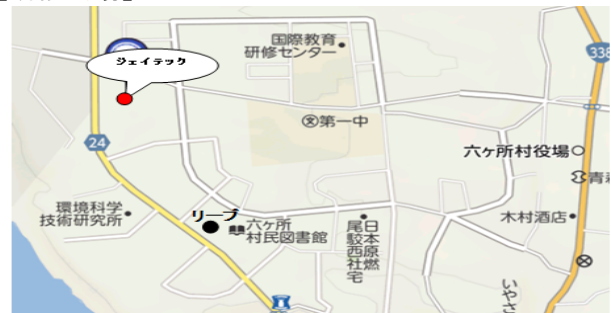 国際教育
研修センター
338
ジェイテック
第一中
24
六ヶ所村役場
青森
環境科学
技術研究所
リーブ
六ケ所
村民図書館
日本原燃
尾駮西社宅
木村酒店
いやさ